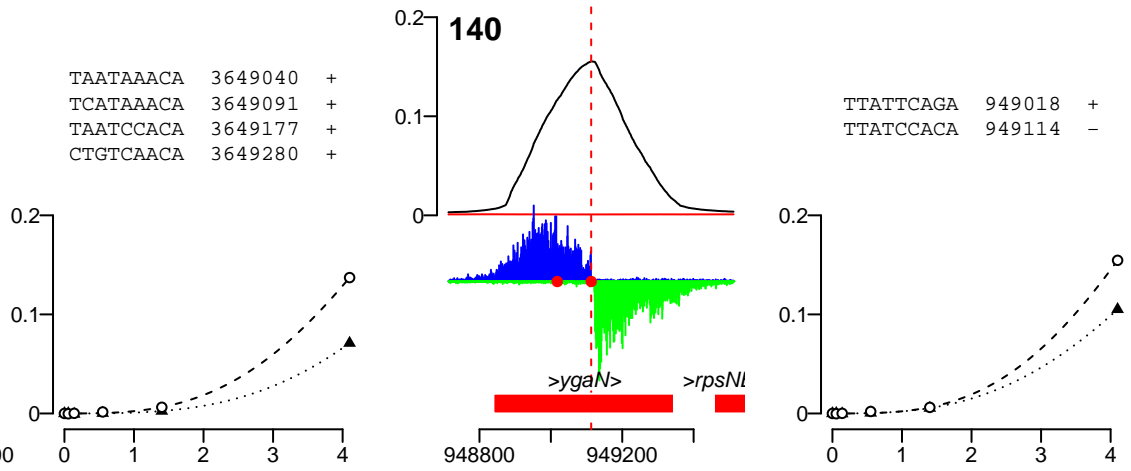 TAATAAACA 3649040 +
TCATAAACA 3649091 +
TAATCCACA 3649177 +
CTGTCAACA 3649280 +
0.2
0.1
0
00 0 1 2 3 4
140
0.2
0.1
0
>ygaN>
>rpsN
948800 949200
TTATTCAGA 949018 +
TTATCCACA 949114 −
0.2
0.1
0
0 1 2 3 4